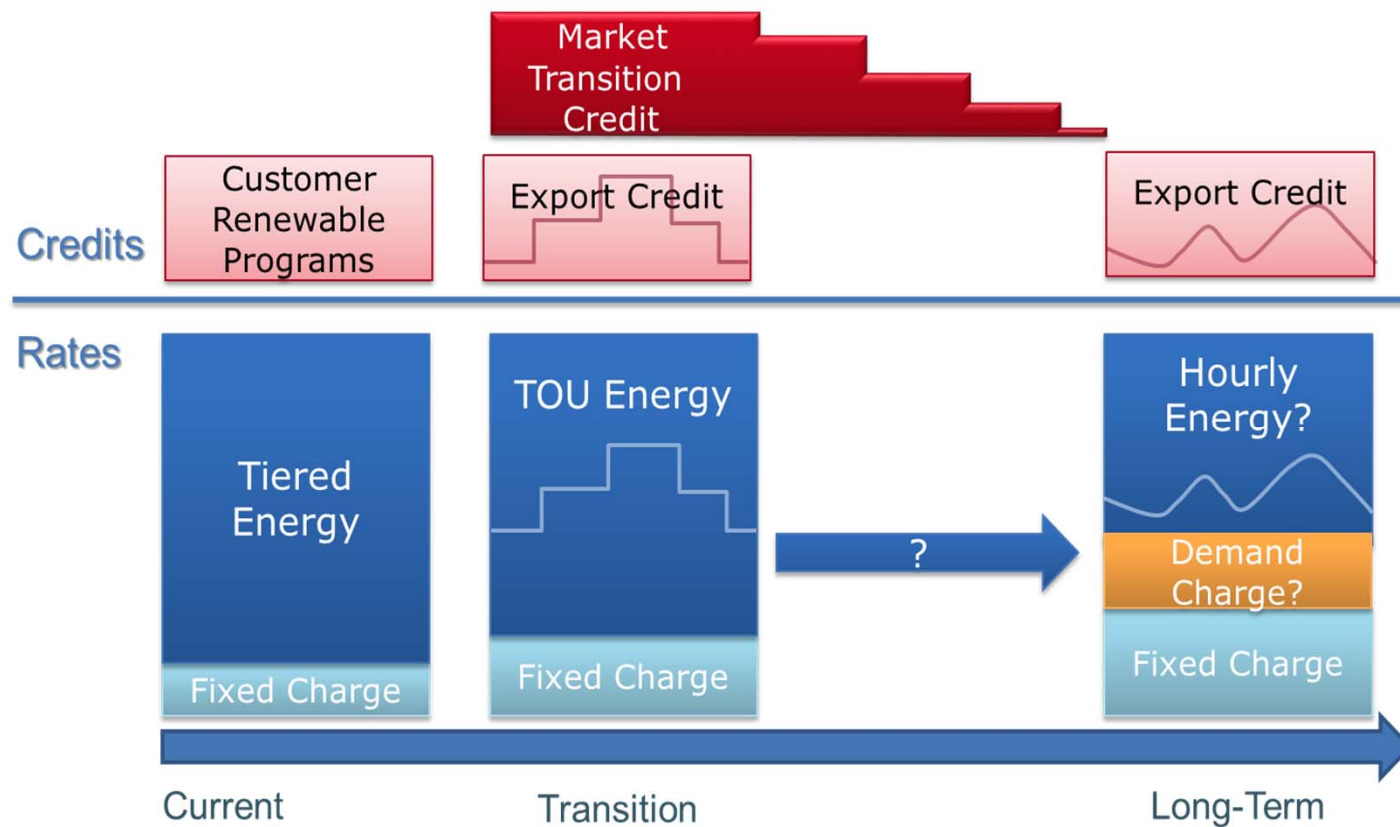 Market
Transition
Credit
Credits
Customer
Renewable
Programs
Export Credit
Export Credit
Rates
Tiered
Energy
Fixed Charge
TOU Energy
Fixed Charge
?
Hourly
Energy?
Demand
Charge?
Fixed Charge
Current
Transition
Long-Term